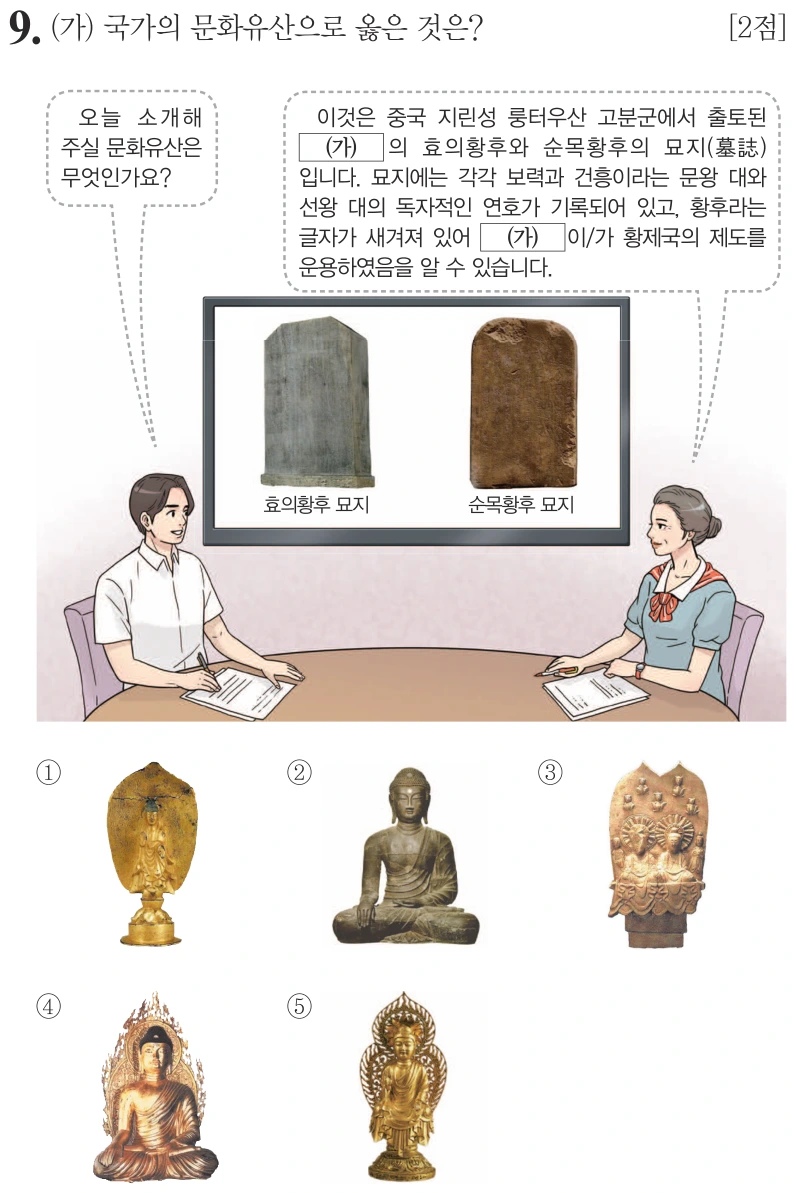 9. (가) 국가의 문화유산으로 옳은 것은? [2점]
오늘 소개해
주실 문화유산은
무엇인가요?
이것은 중국 지린성 룽터우산 고분군에서 출토된
(가) 의 효의황후와 순목황후의 묘지(墓誌)
입니다. 묘지에는 각각 보력과 건흥이라는 문왕 대와
선왕 대의 독자적인 연호가 기록되어 있고, 황후라는
글자가 새겨져 있어 (가) 이/가 황제국의 제도를
운용하였음을 알 수 있습니다.
효의황후 묘지 순목황후 묘지
① ② ③
④ ⑤